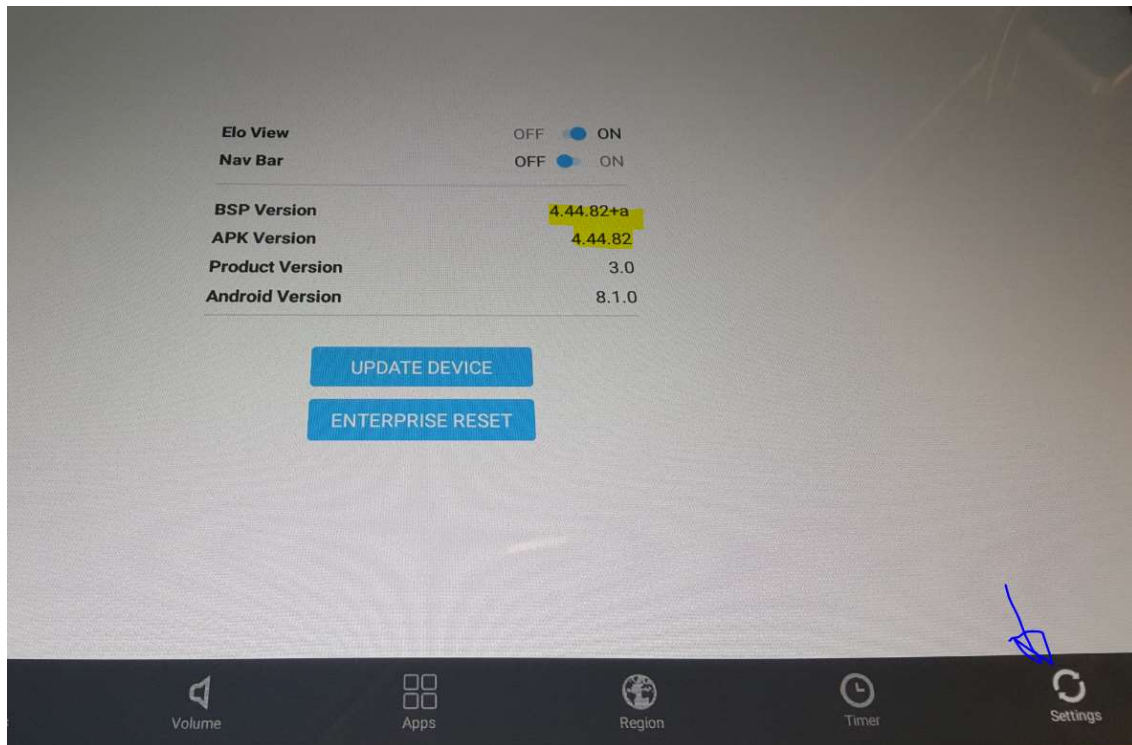 Elo View OFF ON
Nav Bar OFF ON
BSP Version 4.44.82+a
APK Version 4.44.82
Product Version 3.0
Android Version 8.1.0
UPDATE DEVICE
ENTERPRISE RESET
Volume Apps Region Timer Settings